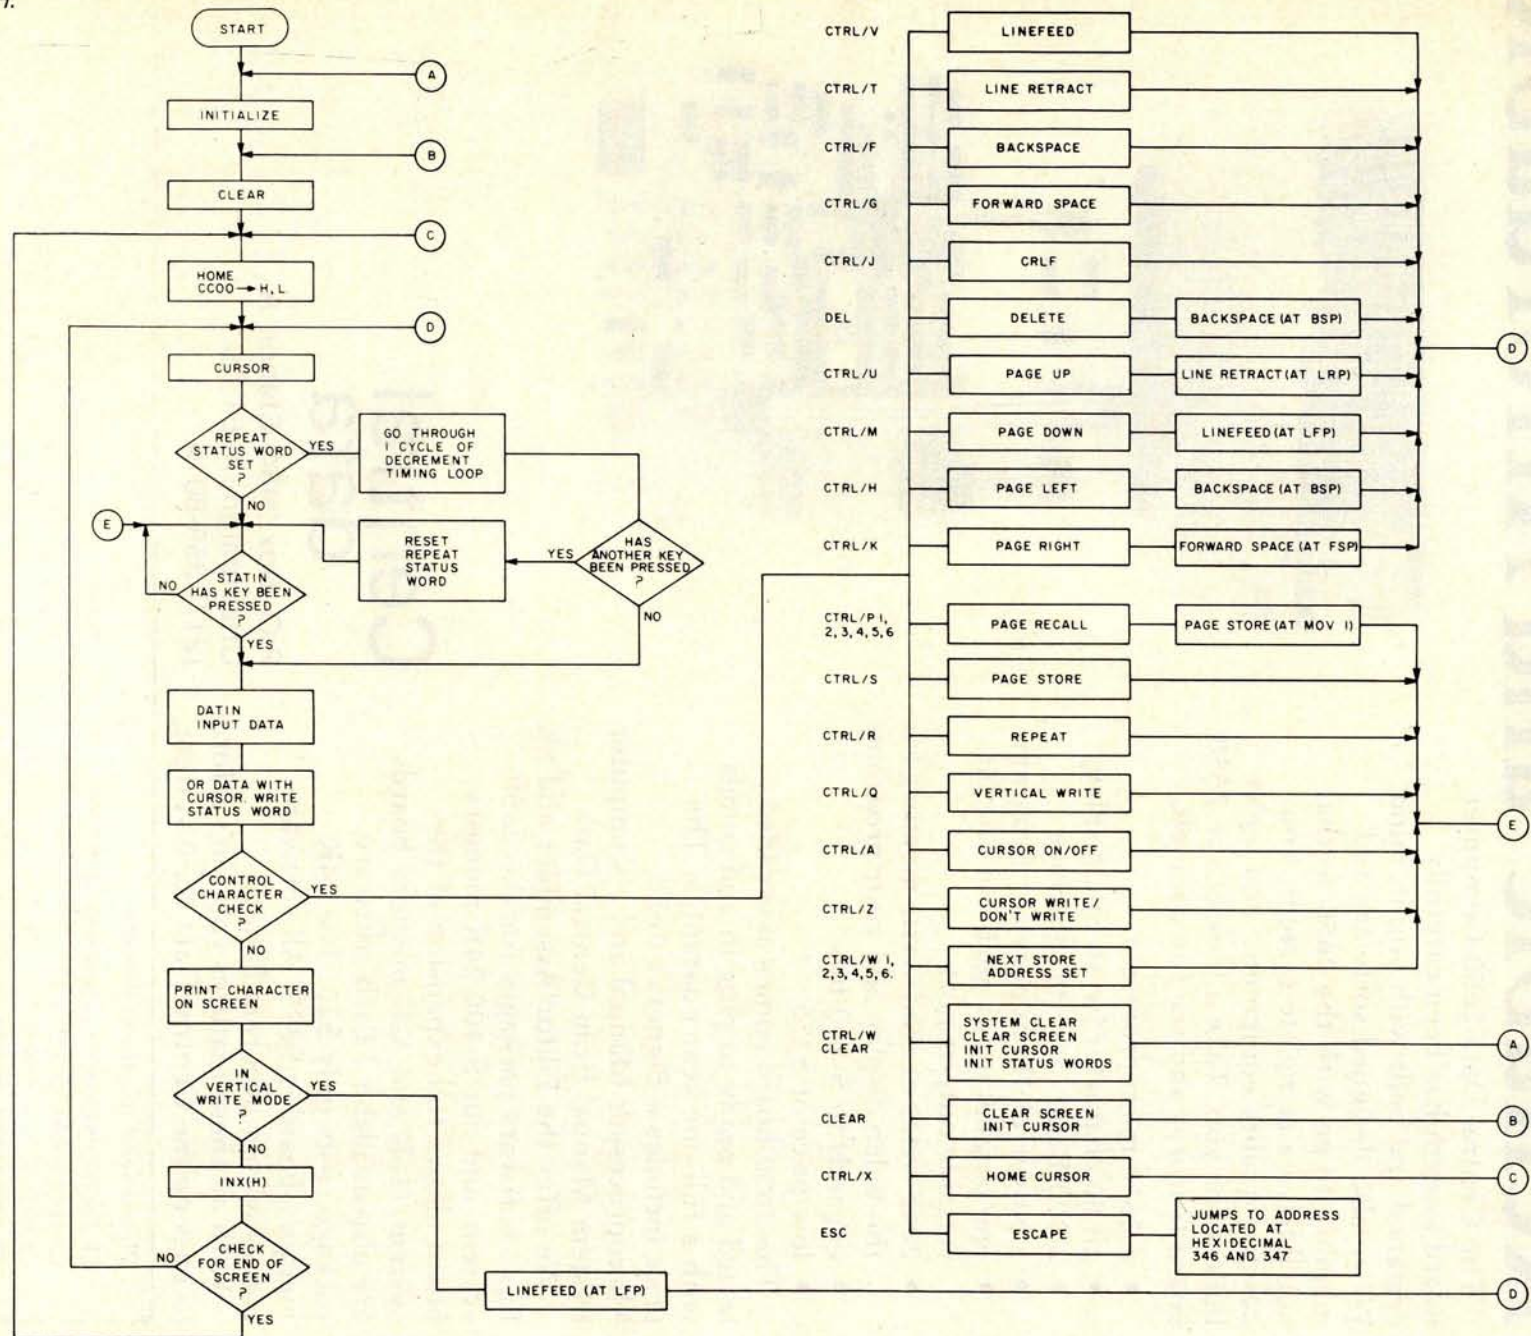 START
A
INITIALIZE
B
CLEAR
C
HOME
CC00→H,L
D
CURSOR
REPEAT
STATUS WORD
SET
?
YES
NO
GO THROUGH
1 CYCLE OF
DECREMENT
TIMING LOOP
E
STATIN
HAS KEY BEEN
PRESSED
?
NO
YES
RESET
REPEAT
STATUS
WORD
YES
HAS
ANOTHER KEY
BEEN PRESSED
?
NO
DATIN
INPUT DATA
OR DATA WITH
CURSOR. WRITE
STATUS WORD
CONTROL
CHARACTER
CHECK
?
YES
NO
PRINT CHARACTER
ON SCREEN
IN
VERTICAL
WRITE MODE
?
YES
NO
INX(H)
CHECK
FOR END OF
SCREEN
?
NO
YES
LINEFEED (AT LFP)
D
CTRL/V LINEFEED
CTRL/T LINE RETRACT
CTRL/F BACKSPACE
CTRL/G FORWARD SPACE
CTRL/J CRLF
DEL DELETE BACKSPACE (AT BSP)
D
CTRL/U PAGE UP LINE RETRACT (AT LRP)
CTRL/M PAGE DOWN LINEFEED (AT LFP)
CTRL/H PAGE LEFT BACKSPACE (AT BSP)
CTRL/K PAGE RIGHT FORWARD SPACE (AT FSP)
CTRL/P 1,
2,3,4,5,6
PAGE RECALL PAGE STORE (AT MOV 1)
CTRL/S PAGE STORE
CTRL/R REPEAT
CTRL/Q VERTICAL WRITE
E
CTRL/A CURSOR ON/OFF
CTRL/Z
CURSOR WRITE/
DON'T WRITE
CTRL/W 1,
2,3,4,5,6.
NEXT STORE
ADDRESS SET
CTRL/W
CLEAR
SYSTEM CLEAR
CLEAR SCREEN
INIT CURSOR
INIT STATUS WORDS
A
CLEAR
CLEAR SCREEN
INIT CURSOR
B
CTRL/X HOME CURSOR
C
ESC ESCAPE
JUMPS TO ADDRESS
LOCATED AT
HEXIDECIMAL
346 AND 347